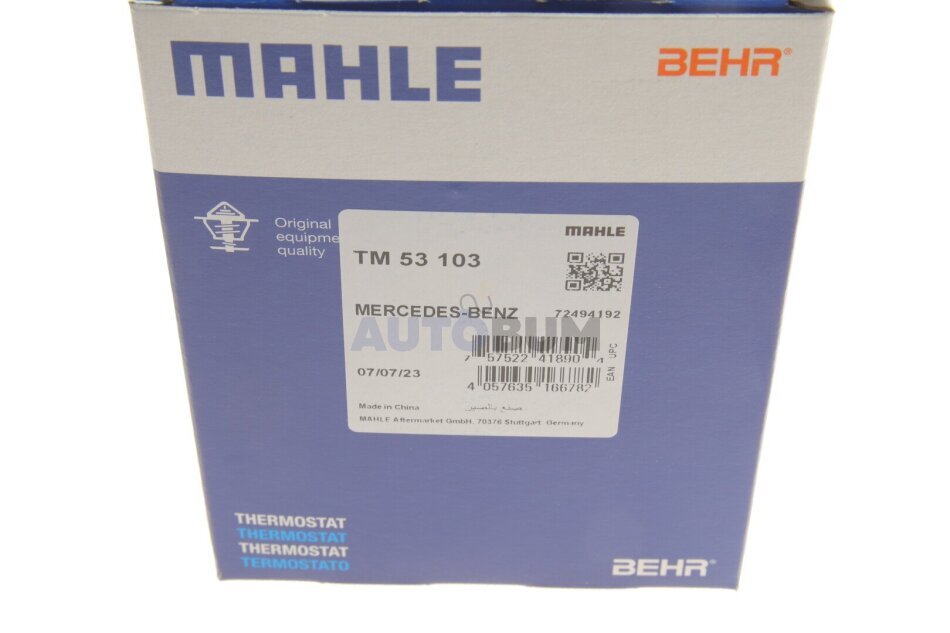 MAHLE
BEHR®
Original
equipme
quality
MAHLE
TM 53 103
MERCEDES-BENZ 72494192
AUTOBUM
7 57522 41890 4
UPC
07/07/23
4 057635 166782
EAN
Made in China صنع بالصين
MAHLE Aftermarket GmbH. 70376 Stuttgart. Germany
THERMOSTAT
THERMOSTAT
THERMOSTAT
TERMOSTATO
BEHR®